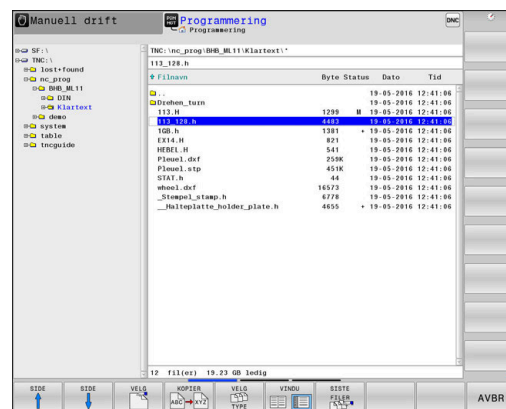 Manuell drift
PGM MGT
Programmering
Programmering
DNC
SF:\
TNC:\
lost+found
nc_prog
BHB_ML11
DIN
Klartext
demo
system
table
tncguide
TNC:\nc_prog\BHB_ML11\Klartext\*
113_128.h
Filnavn Byte Status Dato Tid
.. 19-05-2016 12:41:06
Drehen_turn 19-05-2016 12:41:06
113.H 1299 M 19-05-2016 12:41:06
113_128.h 4483 19-05-2016 12:41:06
1GB.h 1381 + 19-05-2016 12:41:06
EX14.H 821 19-05-2016 12:41:06
HEBEL.H 541 19-05-2016 12:41:06
Pleuel.dxf 259K 19-05-2016 12:41:06
Pleuel.stp 451K 19-05-2016 12:41:06
STAT.h 44 19-05-2016 12:41:06
wheel.dxf 16573 19-05-2016 12:41:06
_Stempel_stamp.h 6778 19-05-2016 12:41:06
__Halteplatte_holder_plate.h 4655 + 19-05-2016 12:41:06
12 fil(er) 19.23 GB ledig
SIDE
SIDE
VELG
KOPIER
ABC XYZ
VELG
TYPE
VINDU
SISTE
FILER
AVBR